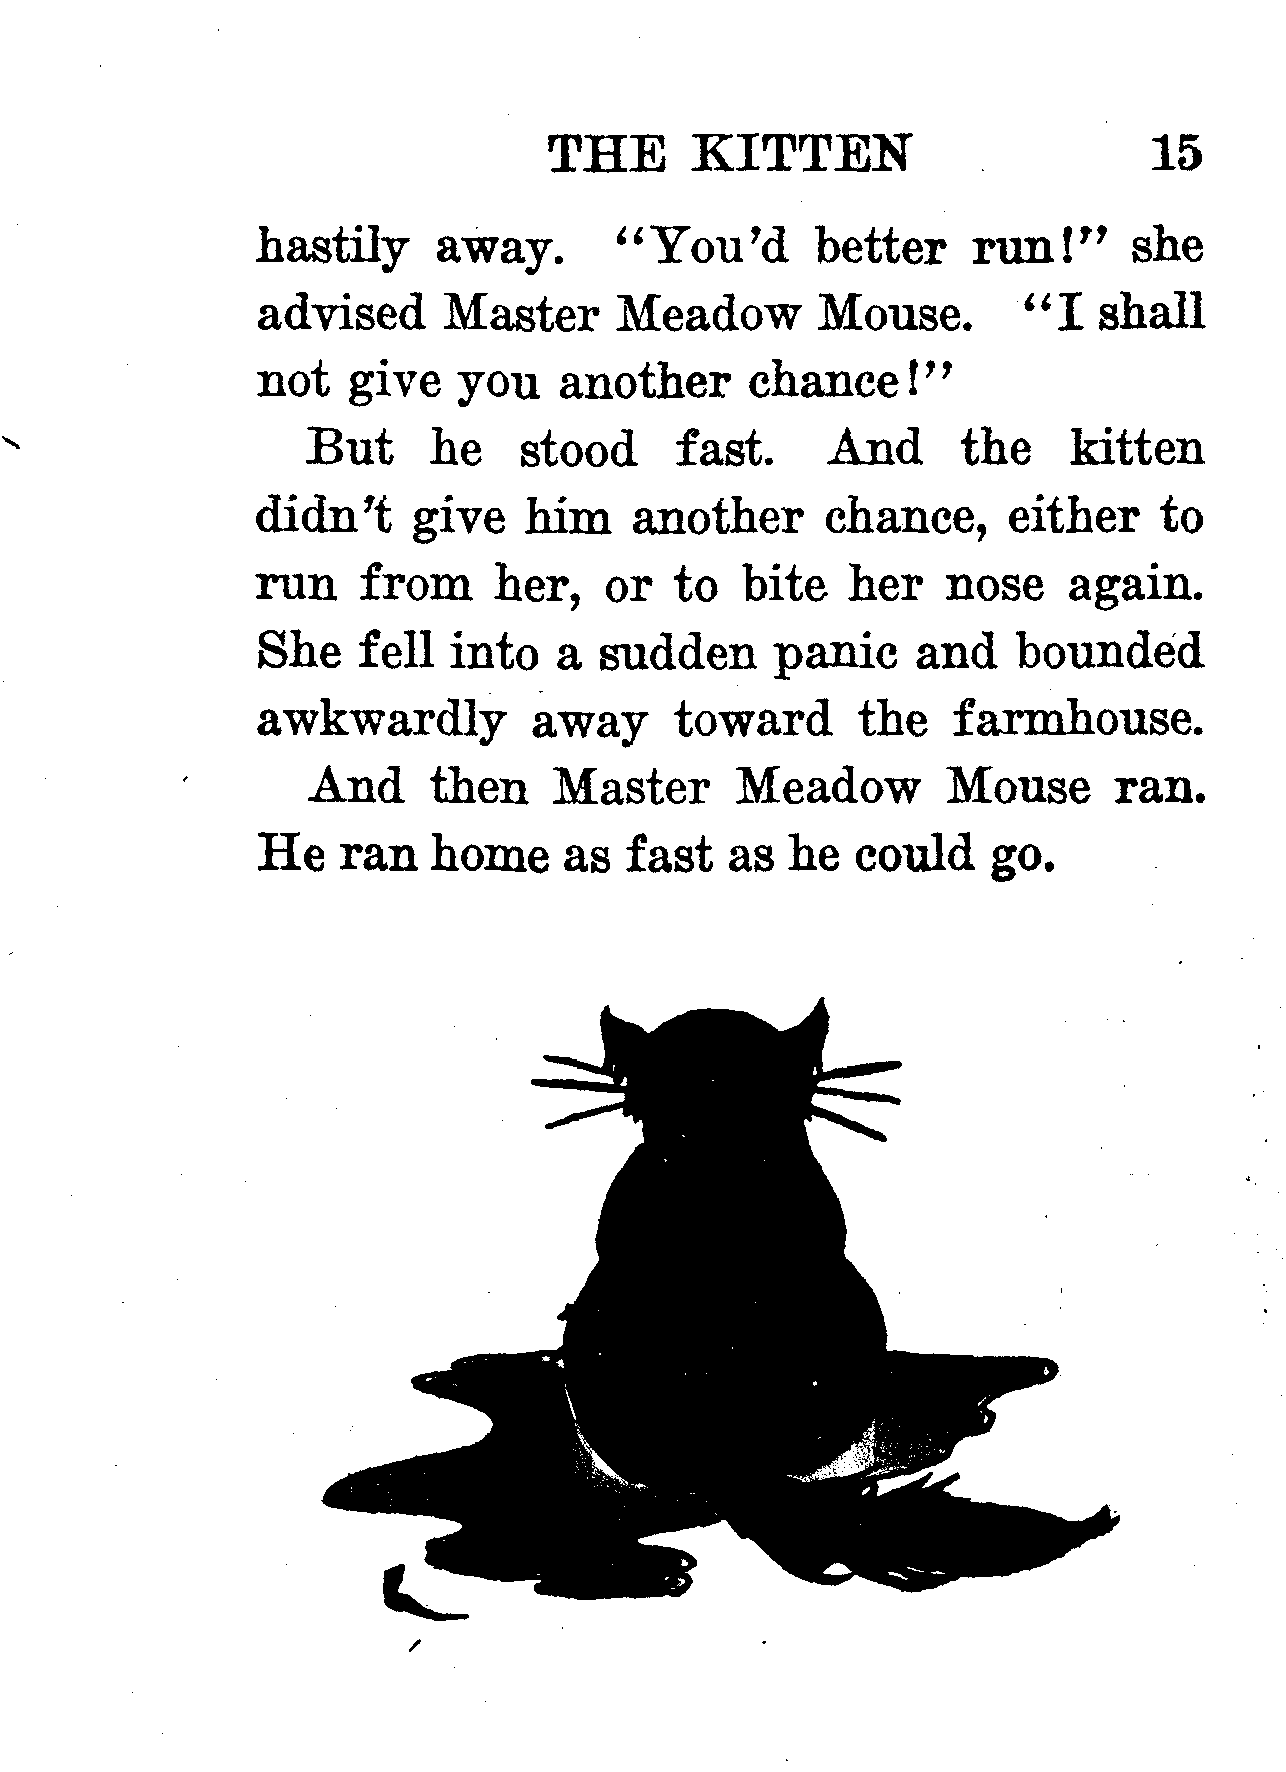 THE KITTEN 15
hastily away. "You'd better run!" she
advised Master Meadow Mouse. "I shall
not give you another chance!"
But he stood fast. And the kitten
didn't give him another chance, either to
run from her, or to bite her nose again.
She fell into a sudden panic and bounded
awkwardly away toward the farmhouse.
And then Master Meadow Mouse ran.
He ran home as fast as he could go.